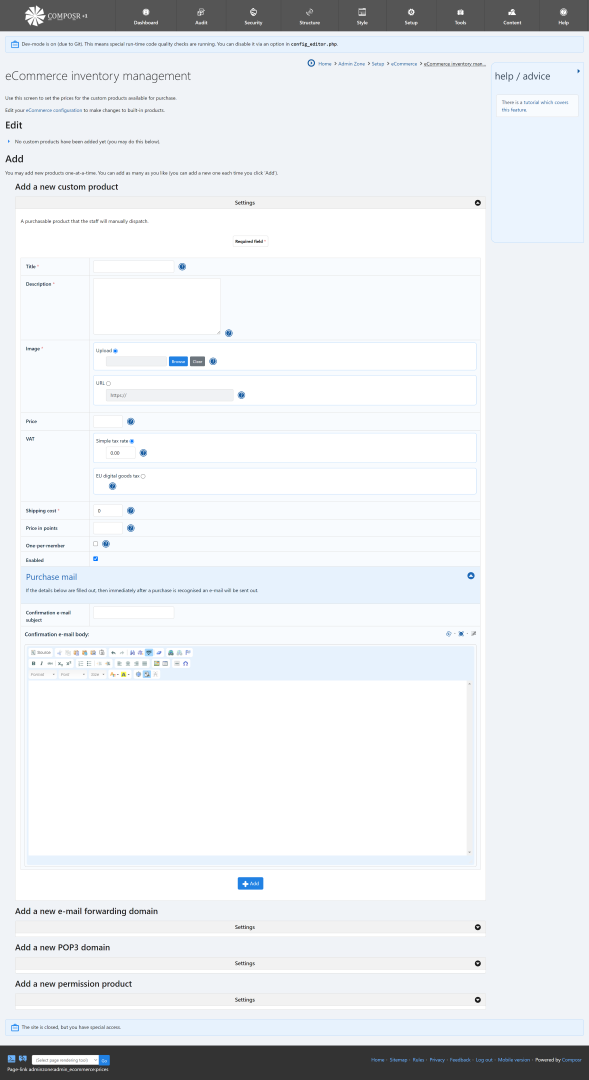 COMPOSR v11
Dashboard
Audit
Security
Structure
Style
Setup
Tools
Content
Help
Dev-mode is on (due to Git). This means special run-time code quality checks are running. You can disable it via an option in config_editor.php.
Home > Admin Zone > Setup > eCommerce > eCommerce inventory man...
eCommerce inventory management
help / advice
There is a tutorial which covers
this feature.
Use this screen to set the prices for the custom products available for purchase.
Edit your eCommerce configuration to make changes to built-in products.
Edit
No custom products have been added yet (you may do this below).
Add
You may add new products one-at-a-time. You can add as many as you like (you can add a new one each time you click 'Add').
Add a new custom product
Settings
A purchasable product that the staff will manually dispatch.
Required field *
Title *
Description *
Image *
Upload
Browse
Clear
URL
https://
Price
VAT
Simple tax rate
0.00
EU digital goods tax
Shipping cost *
0
Price in points
One-per-member
Enabled
Purchase mail
If the details below are filled out, then immediately after a purchase is recognised an e-mail will be sent out.
Confirmation e-mail
subject
Confirmation e-mail body:
Source
Format
Font
Size
Add
Add a new e-mail forwarding domain
Settings
Add a new POP3 domain
Settings
Add a new permission product
Settings
The site is closed, but you have special access.
(Select page rendering tool)
Go
Page-link adminzone:admin_ecommerce:prices
Home · Sitemap · Rules · Privacy · Feedback · Log out · Mobile version · Powered by Composr